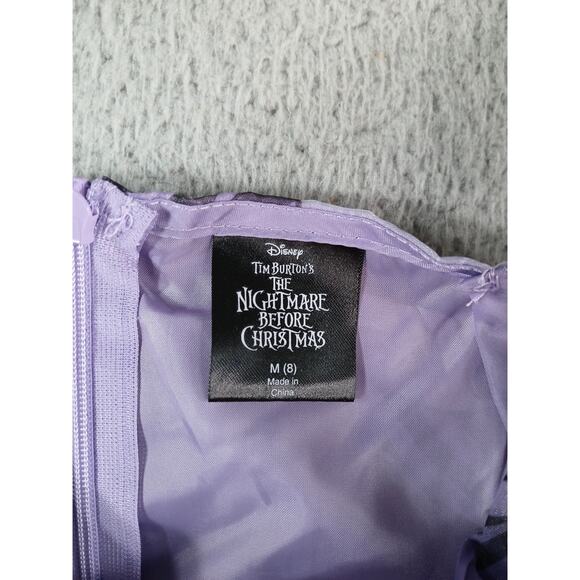 Disney
Tim Burton's
The
Nightmare
Before
Christmas
M (8)
Made in
China